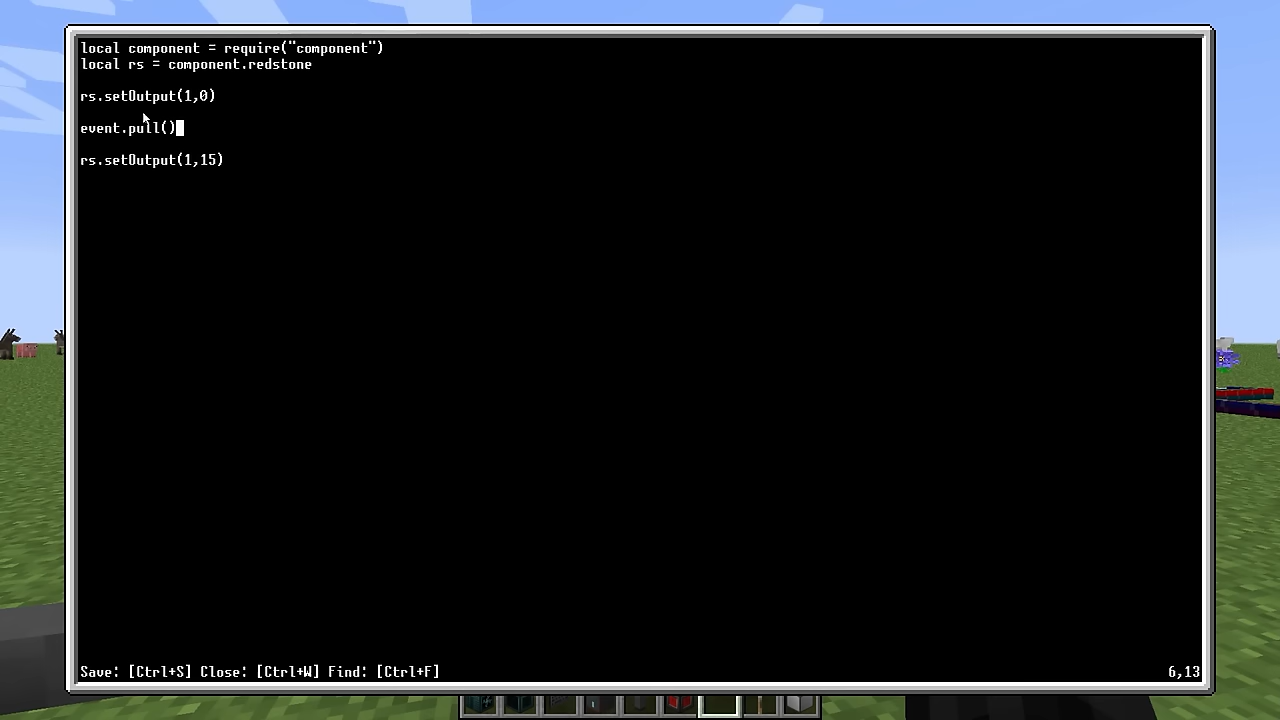 local component = require("component")
local rs = component.redstone
rs.setOutput(1,0)
event.pull()
rs.setOutput(1,15)
Save: [Ctrl+S] Close: [Ctrl+W] Find: [Ctrl+F] 6,13